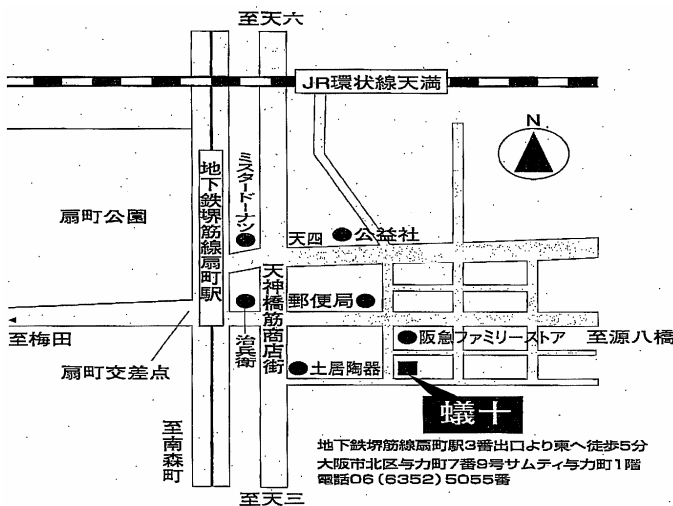 至天六
JR環状線天満
N
ミスタードーナツ
地下鉄堺筋線扇町駅
扇町公園
天四
公益社
天神橋筋商店街
郵便局
至梅田
治兵衛
阪急ファミリーストア
至源八橋
扇町交差点
土居陶器
蟻十
至南森町
地下鉄堺筋線扇町駅3番出口より東へ徒歩5分
大阪市北区与力町7番9号サムティ与力町1階
電話06(6352)5055番
至天三